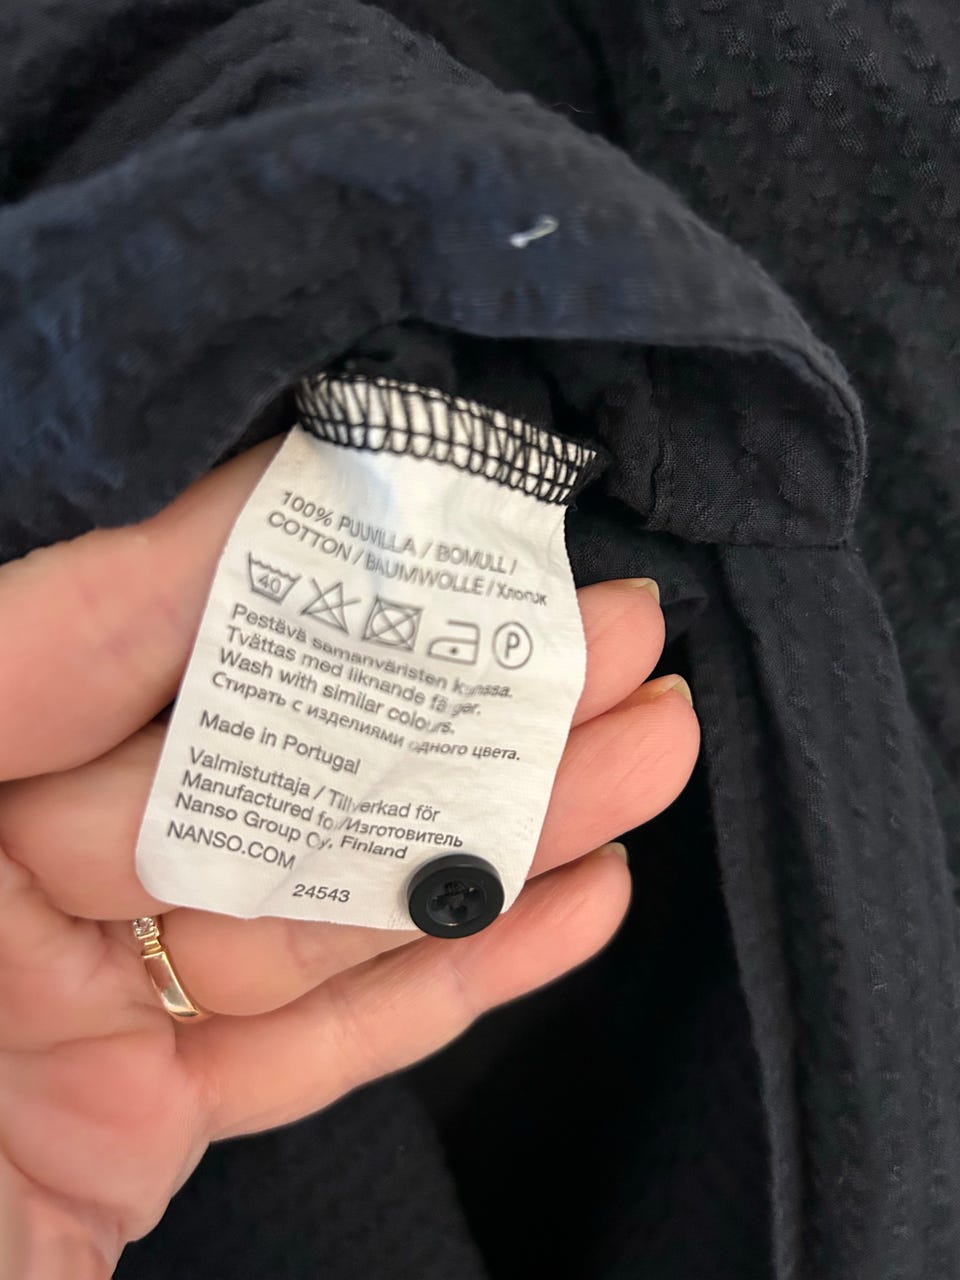 100% PUUVILLA / BOMULL /
COTTON / BAUMWOLLE / Хлопок
40 P
Pestävä samanväristen kanssa.
Tvättas med liknande färger.
Wash with similar colours.
Стирать с изделиями одного цвета.
Made in Portugal
Valmistuttaja / Tillverkad för
Manufactured for/Изготовитель
Nanso Group Oy, Finland
NANSO.COM
24543